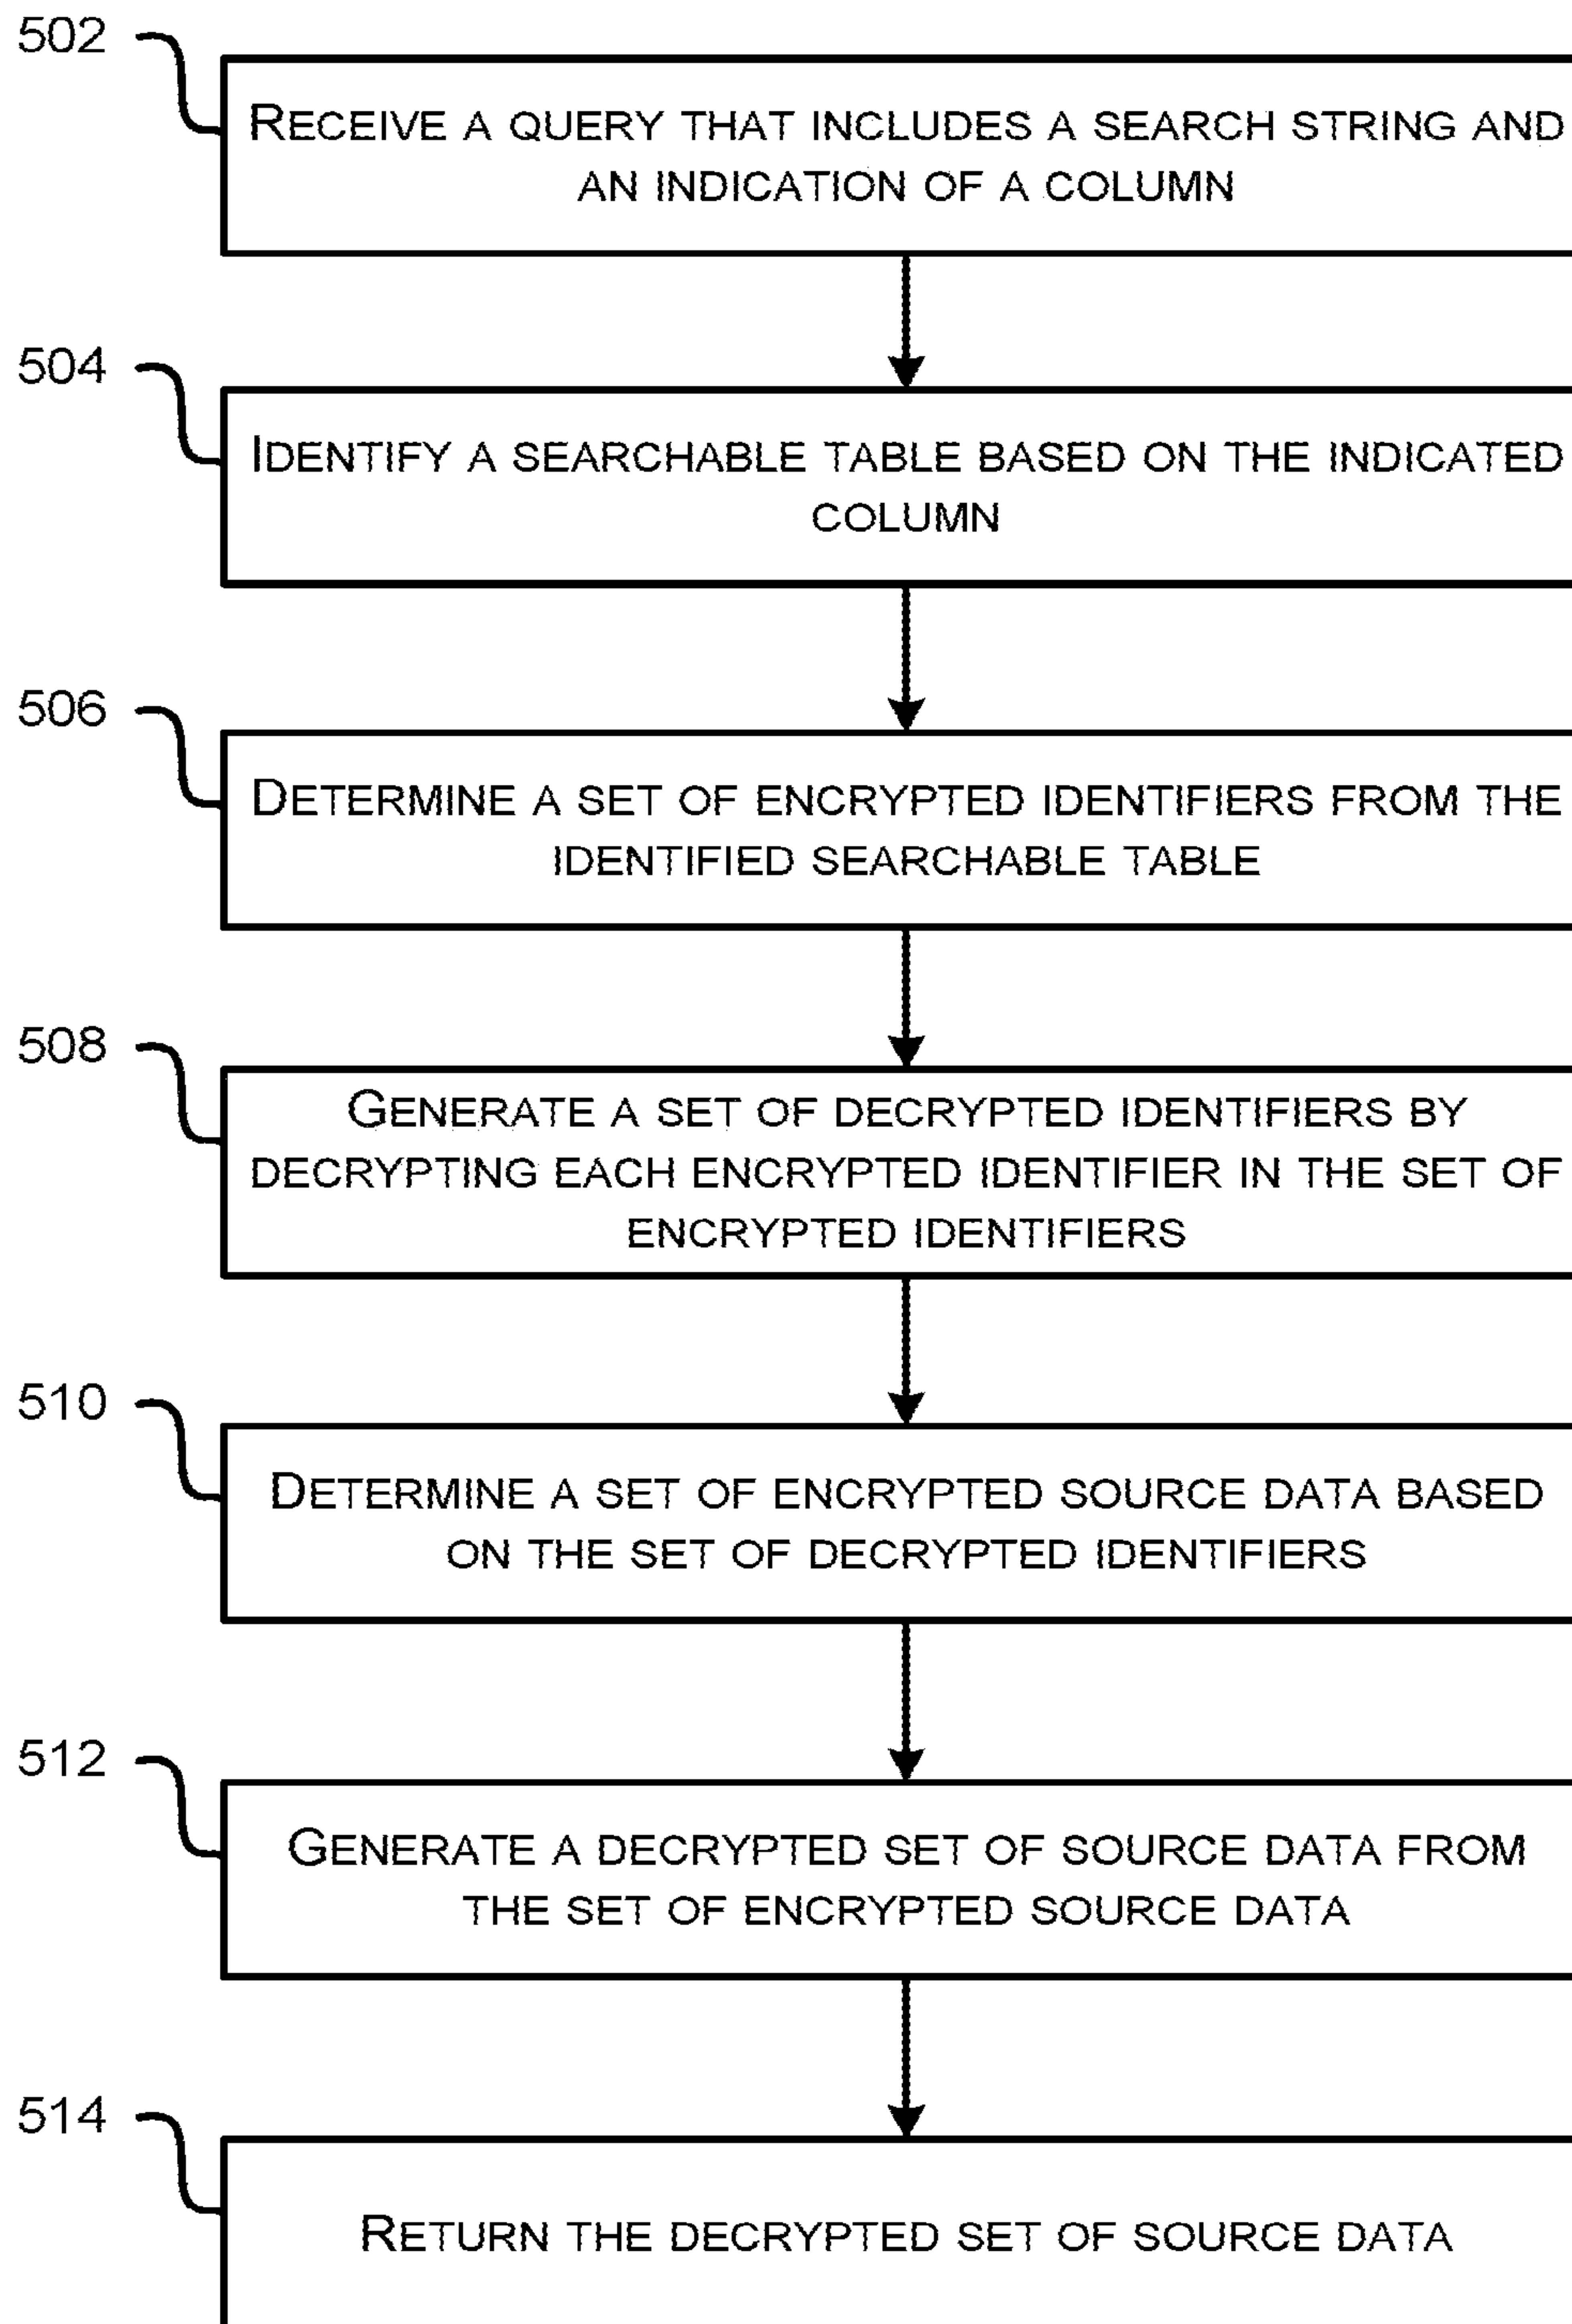 502
RECEIVE A QUERY THAT INCLUDES A SEARCH STRING AND
AN INDICATION OF A COLUMN
504
IDENTIFY A SEARCHABLE TABLE BASED ON THE INDICATED
COLUMN
506
DETERMINE A SET OF ENCRYPTED IDENTIFIERS FROM THE
IDENTIFIED SEARCHABLE TABLE
508
GENERATE A SET OF DECRYPTED IDENTIFIERS BY
DECRYPTING EACH ENCRYPTED IDENTIFIER IN THE SET OF
ENCRYPTED IDENTIFIERS
510
DETERMINE A SET OF ENCRYPTED SOURCE DATA BASED
ON THE SET OF DECRYPTED IDENTIFIERS
512
GENERATE A DECRYPTED SET OF SOURCE DATA FROM
THE SET OF ENCRYPTED SOURCE DATA
514
RETURN THE DECRYPTED SET OF SOURCE DATA